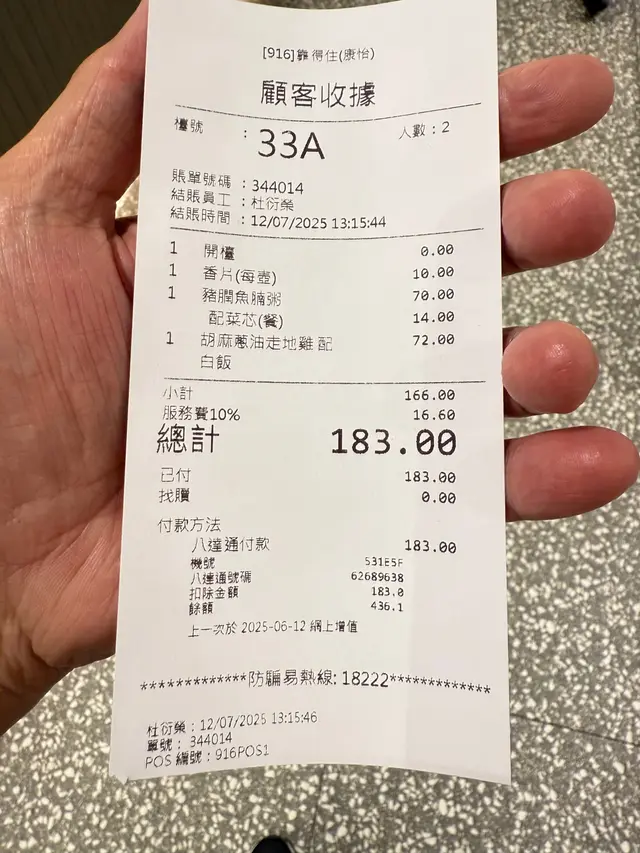 [916]靠得住(康怡)
顧客收據
檯號 : 33A 人數 : 2
賬單號碼 : 344014
結賬員工 : 杜衍榮
結賬時間 : 12/07/2025 13:15:44
1 開檯 0.00
1 香片(每壺) 10.00
1 豬膶魚腩粥 70.00
配菜芯(餐) 14.00
1 胡麻蔥油走地雞 配 72.00
白飯
小計 166.00
服務費10% 16.60
總計 183.00
已付 183.00
找贖 0.00
付款方法
八達通付款 183.00
機號 531E5F
八達通號碼 62689638
扣除金額 183.0
餘額 436.1
上一次於 2025-06-12 網上增值
*************防騙易熱線: 18222*************
杜衍榮 : 12/07/2025 13:15:46
單號 : 344014
POS 編號 : 916POS1